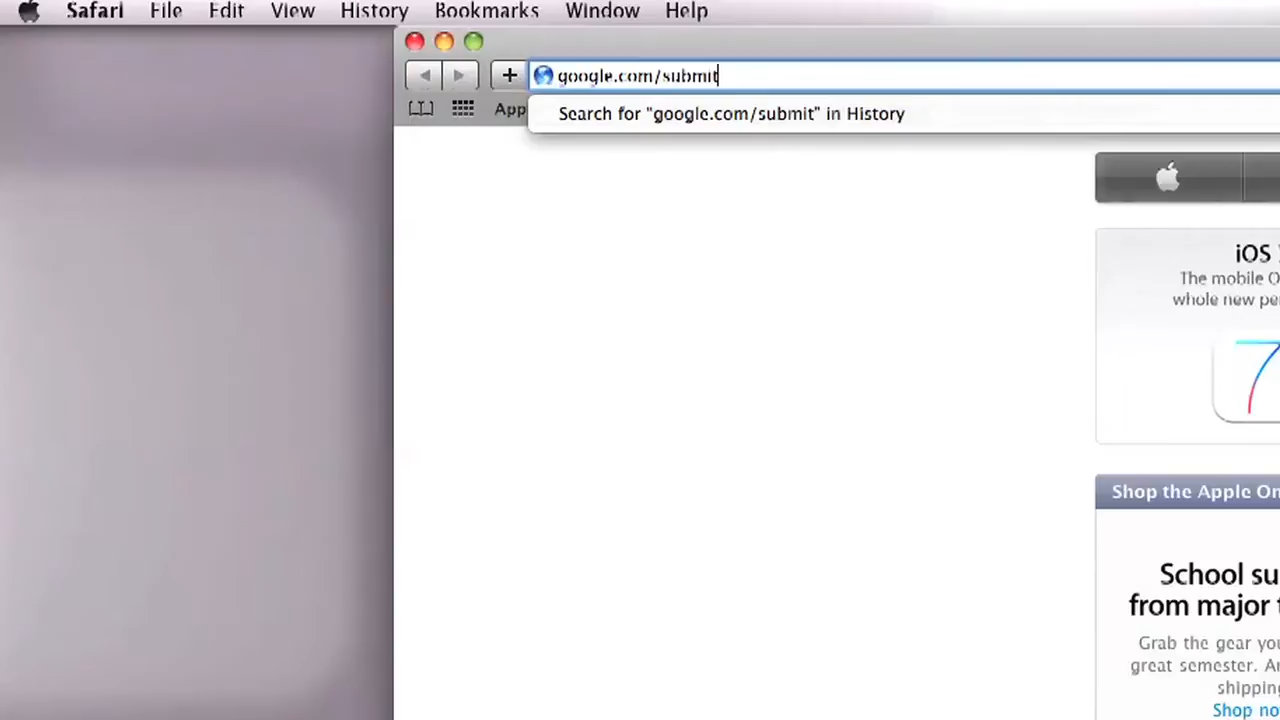 Safari File Edit View History Bookmarks Window Help
google.com/submit
Search for "google.com/submit" in History
App
iOS
The mobile O
whole new pe
7
Shop the Apple On
School su
from major
Grab the gear you
great semester. A
shipping
Shop no